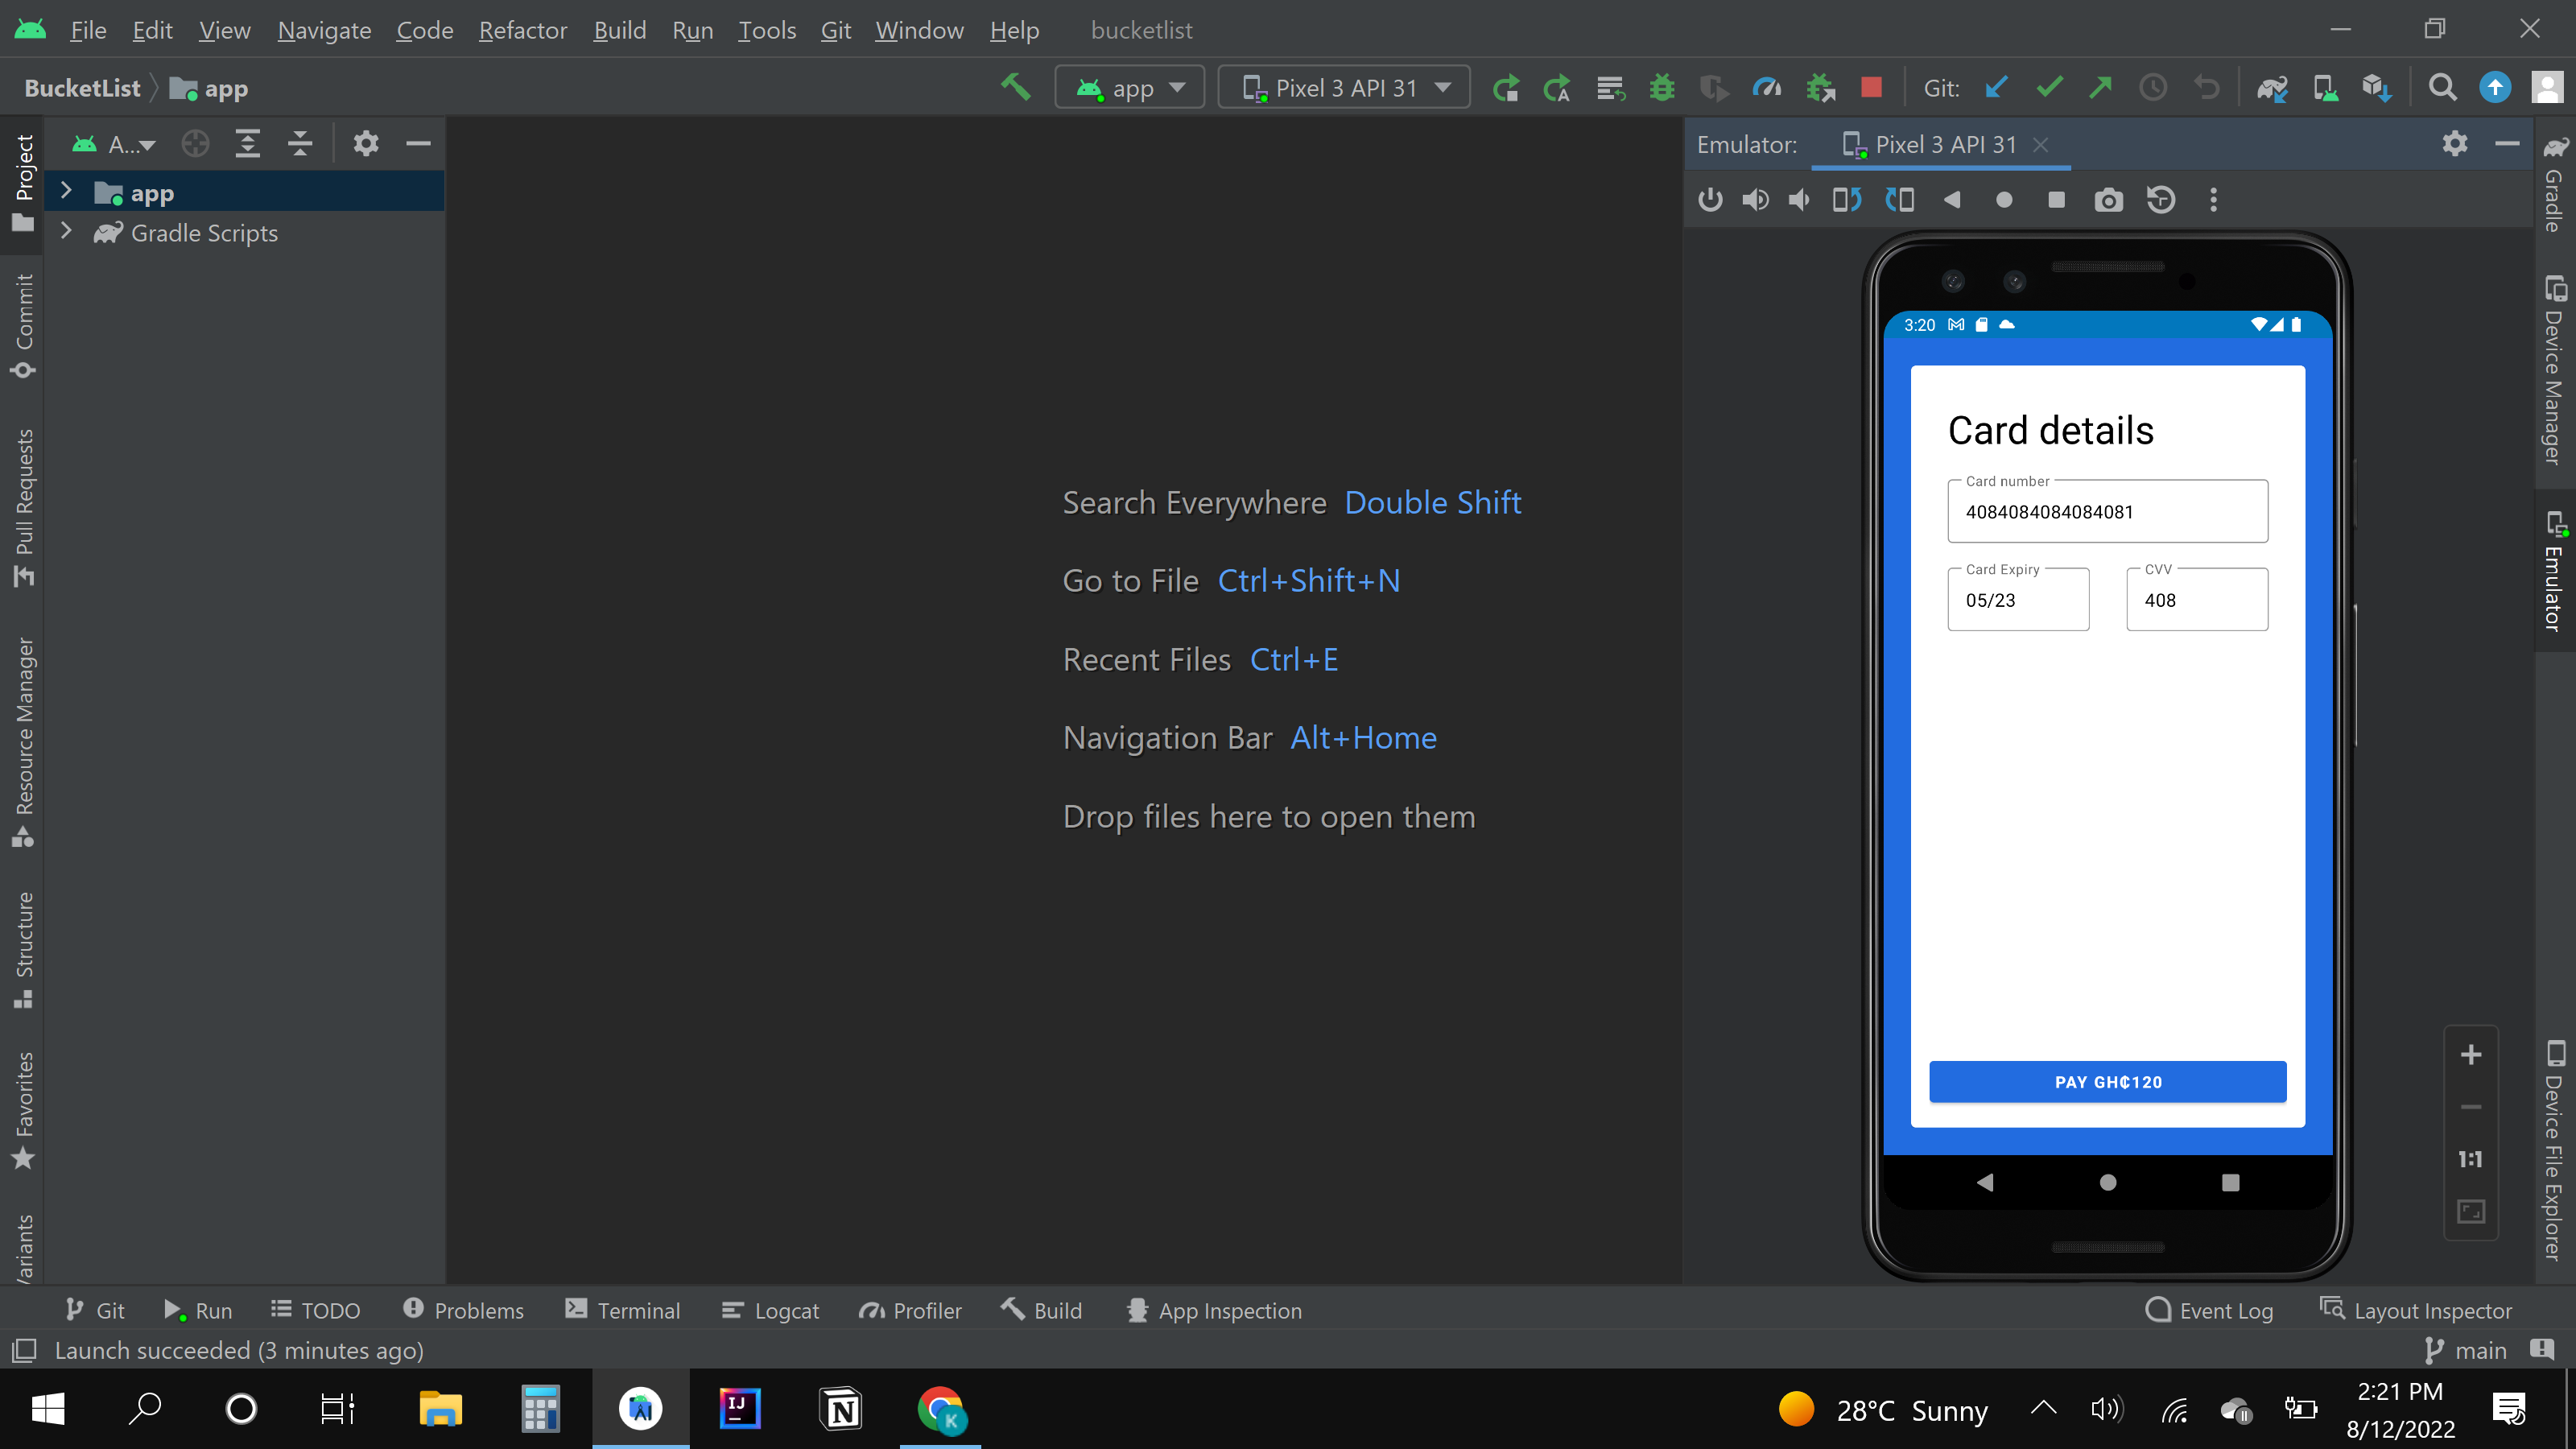 File Edit View Navigate Code Refactor Build Run Tools Git Window Help bucketlist
BucketList app
app
Pixel 3 API 31
Git:
A...
app
Gradle Scripts
Project
Commit
Pull Requests
Resource Manager
Structure
Favorites
Variants
Search Everywhere Double Shift
Go to File Ctrl+Shift+N
Recent Files Ctrl+E
Navigation Bar Alt+Home
Drop files here to open them
Emulator: Pixel 3 API 31
3:20
Card details
Card number
4084084084084081
Card Expiry
05/23
CVV
408
PAY GH₵120
1:1
Gradle
Device Manager
Emulator
Device File Explorer
Git Run TODO Problems Terminal Logcat Profiler Build App Inspection Event Log Layout Inspector
Launch succeeded (3 minutes ago) main
28°C Sunny
2:21 PM
8/12/2022